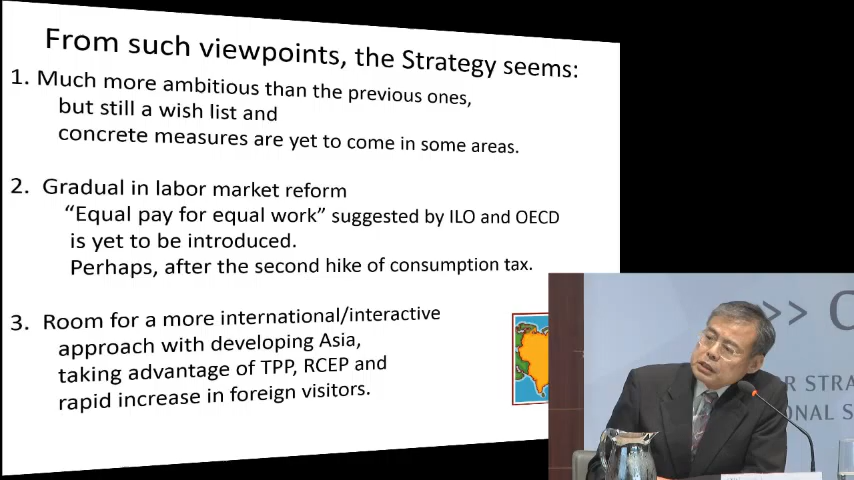 From such viewpoints, the Strategy seems:
1. Much more ambitious than the previous ones,
but still a wish list and
concrete measures are yet to come in some areas.
2. Gradual in labor market reform
“Equal pay for equal work” suggested by ILO and OECD
is yet to be introduced.
Perhaps, after the second hike of consumption tax.
3. Room for a more international/interactive
approach with developing Asia,
taking advantage of TPP, RCEP and
rapid increase in foreign visitors.
>> C
R STRA
ONAL S